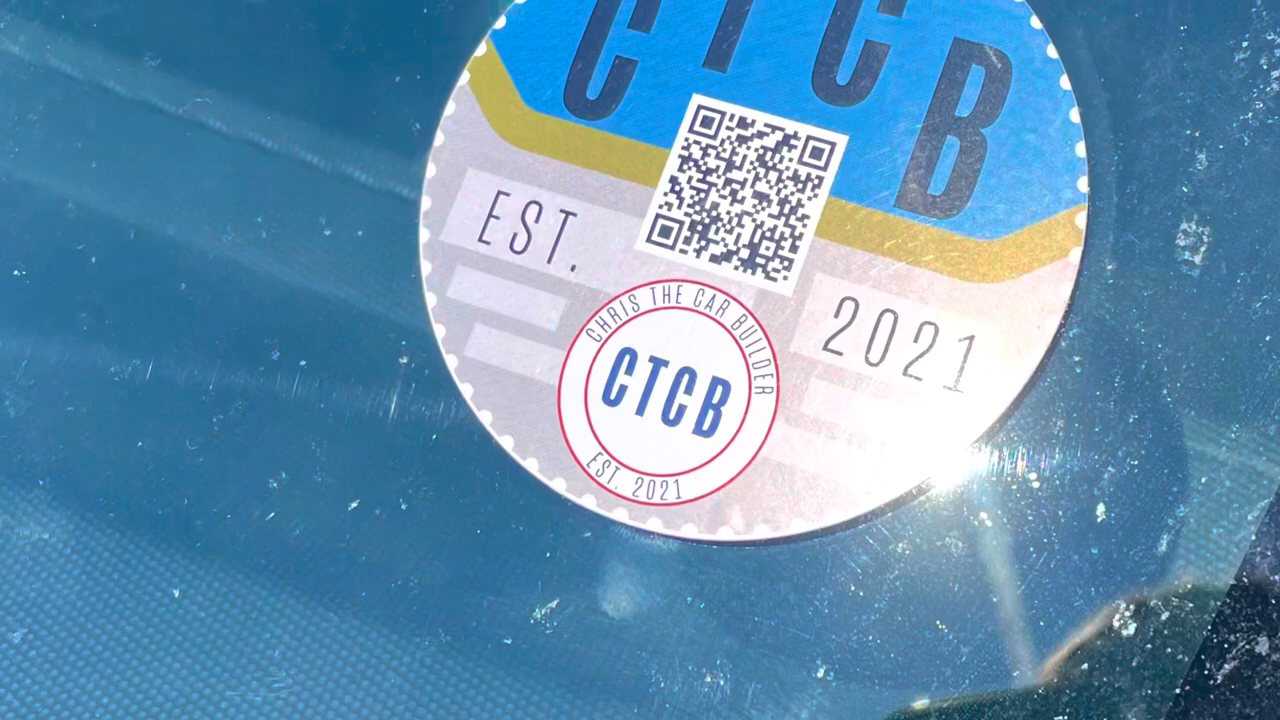 CTCB
EST.
2021
CHRIS THE CAR BUILDER
CTCB
EST. 2021